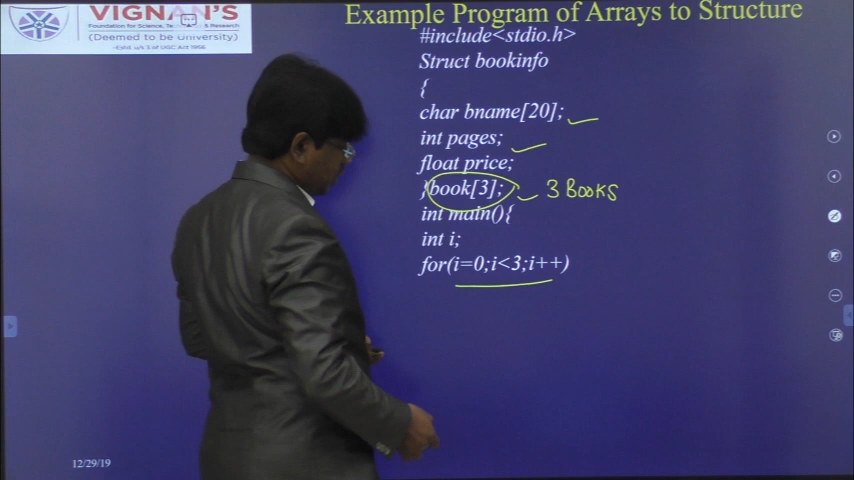 VIGNAN'S
Foundation for Science, Te & Research
(Deemed to be University)
-Estd. u/s 3 of UGC Act 1956
Example Program of Arrays to Structure
#include<stdio.h>
Struct bookinfo
{
char bname[20];
int pages;
float price;
}book[3]; 3 BOOKS
int main(){
int i;
for(i=0;i<3;i++)
12/29/19